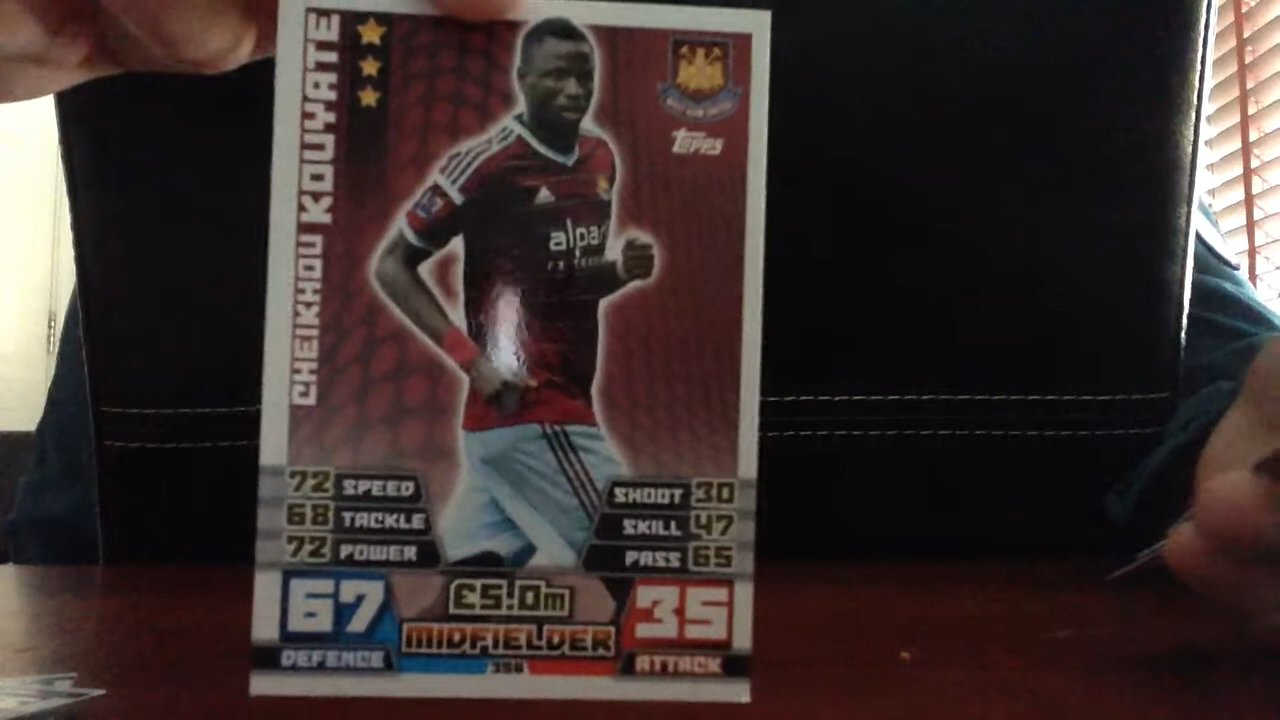 CHEIKHOU KOUYATE
TOPPS
alpari
72 SPEED
68 TACKLE
72 POWER
SHOOT 30
SKILL 47
PASS 65
67
DEFENCE
£5.0m
MIDFIELDER
35
ATTACK